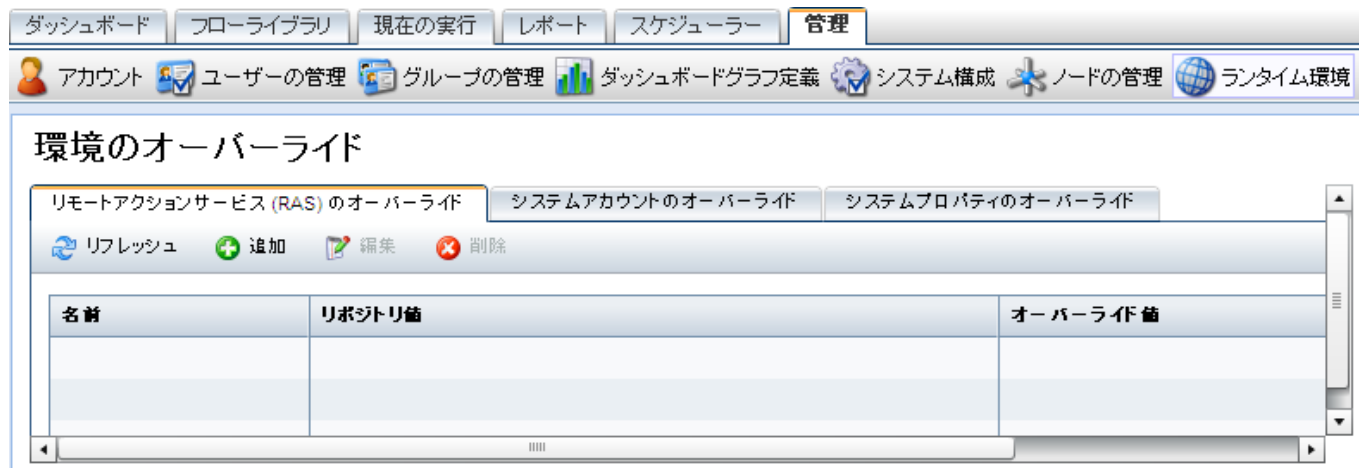 ダッシュボード フローライブラリ 現在の実行 レポート スケジューラー 管理
アカウント ユーザーの管理 グループの管理 ダッシュボードグラフ定義 システム構成 ノードの管理 ランタイム環境
環境のオーバーライド
リモートアクションサービス (RAS) のオーバーライド システムアカウントのオーバーライド システムプロパティのオーバーライド
リフレッシュ 追加 編集 削除
名前 リポジトリ値 オーバーライド値